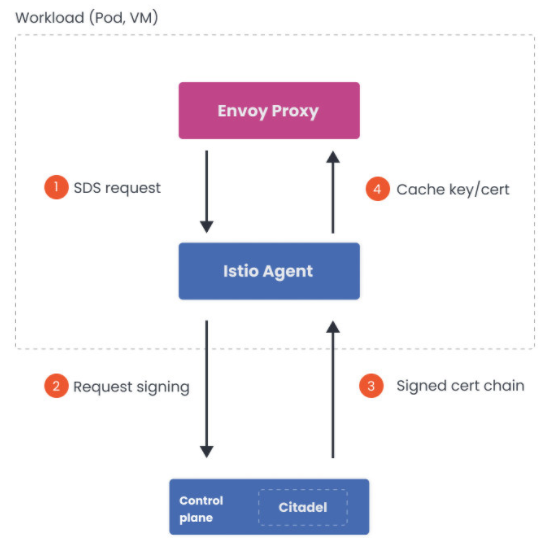 Workload (Pod, VM)
Envoy Proxy
1 SDS request
4 Cache key/cert
Istio Agent
2 Request signing
3 Signed cert chain
Control
plane
Citadel